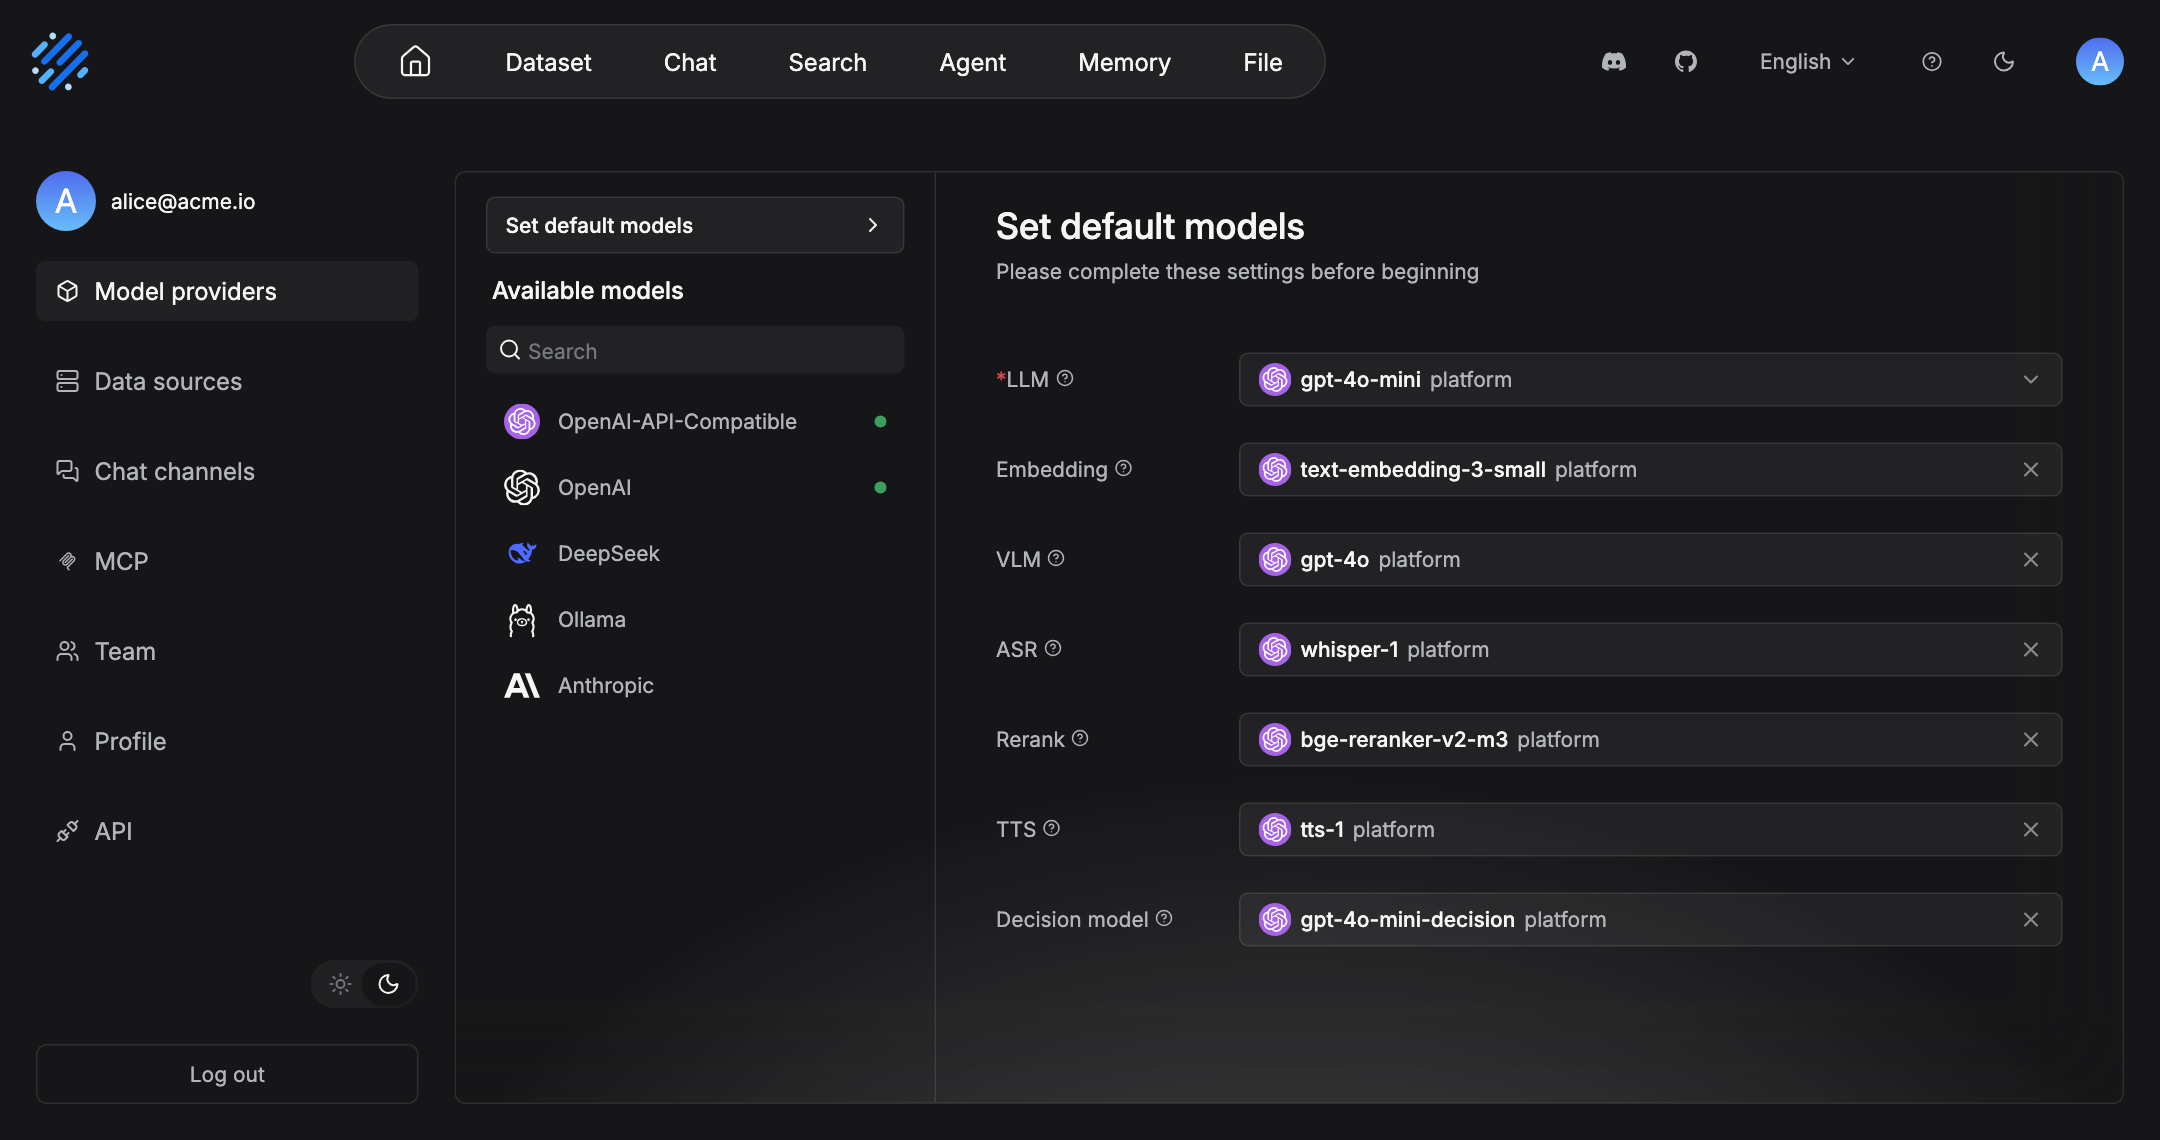 Dataset
Chat
Search
Agent
Memory
File
English
A
A
alice@acme.io
Model providers
Data sources
Chat channels
MCP
Team
Profile
API
Log out
Set default models
Available models
Search
OpenAI-API-Compatible
OpenAI
DeepSeek
Ollama
Anthropic
Set default models
Please complete these settings before beginning
*LLM
gpt-4o-mini platform
Embedding
text-embedding-3-small platform
VLM
gpt-4o platform
ASR
whisper-1 platform
Rerank
bge-reranker-v2-m3 platform
TTS
tts-1 platform
Decision model
gpt-4o-mini-decision platform